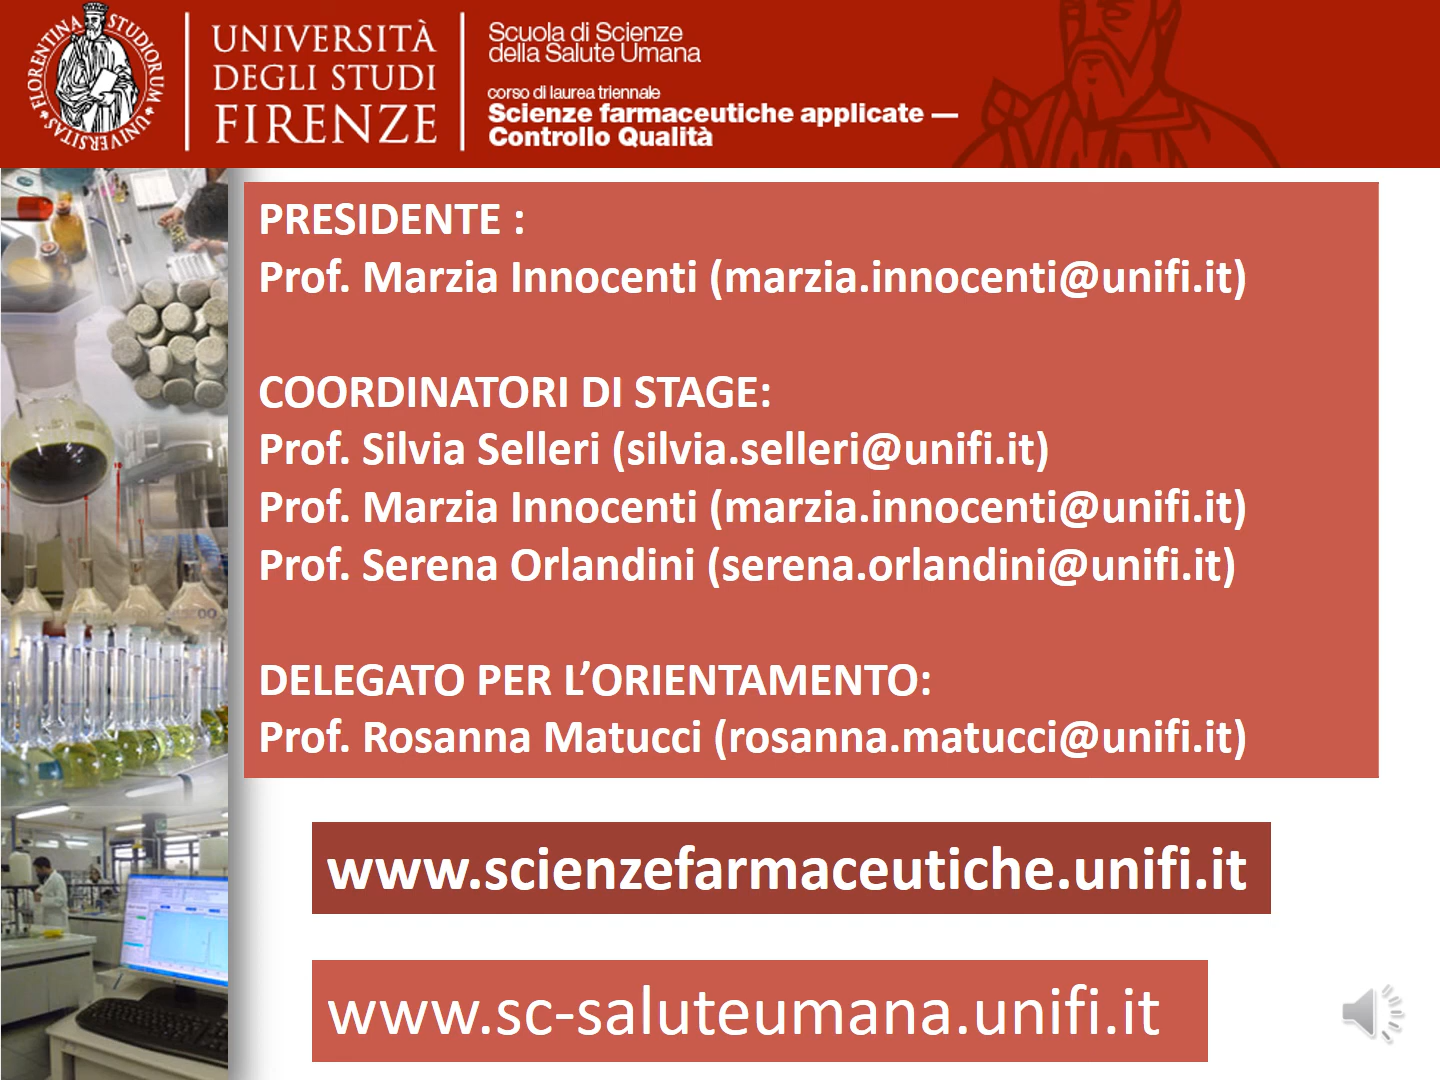 FLORENTINA STUDIORUM UNIVERSITAS
UNIVERSITÀ
DEGLI STUDI
FIRENZE
Scuola di Scienze
della Salute Umana
corso di laurea triennale
Scienze farmaceutiche applicate —
Controllo Qualità
PRESIDENTE :
Prof. Marzia Innocenti (marzia.innocenti@unifi.it)
COORDINATORI DI STAGE:
Prof. Silvia Selleri (silvia.selleri@unifi.it)
Prof. Marzia Innocenti (marzia.innocenti@unifi.it)
Prof. Serena Orlandini (serena.orlandini@unifi.it)
DELEGATO PER L’ORIENTAMENTO:
Prof. Rosanna Matucci (rosanna.matucci@unifi.it)
www.scienzefarmaceutiche.unifi.it
www.sc-saluteumana.unifi.it